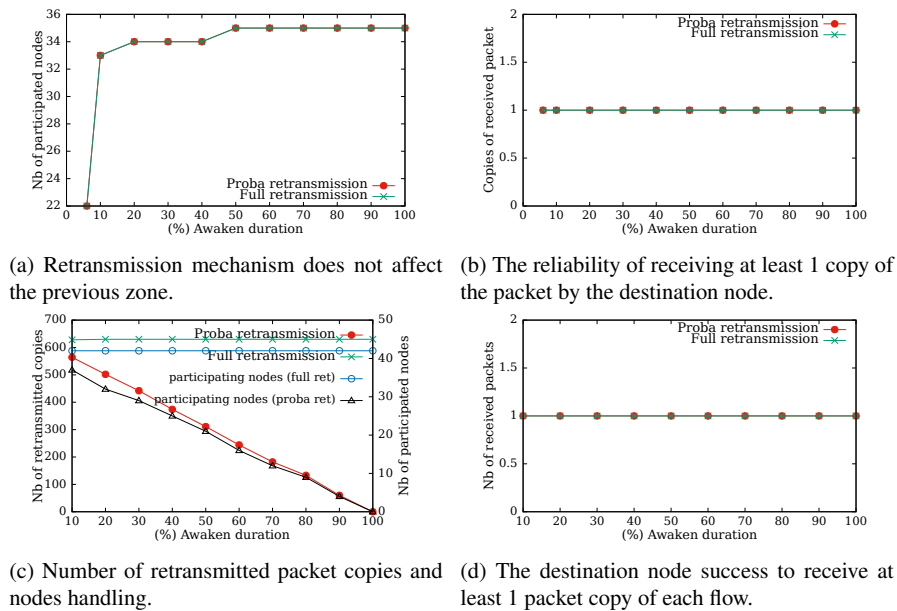 36
34
32
30
28
26
24
22
0 10 20 30 40 50 60 70 80 90 100
Nb of participated nodes
(%) Awaken duration
Proba retransmission
Full retransmission
2
1.5
1
0.5
0
0 10 20 30 40 50 60 70 80 90 100
Copies of received packet
(%) Awaken duration
Proba retransmission
Full retransmission
(a) Retransmission mechanism does not affect
the previous zone.
(b) The reliability of receiving at least 1 copy of
the packet by the destination node.
700
600
500
400
300
200
100
0
10 20 30 40 50 60 70 80 90 100
50
40
30
20
10
0
Nb of retransmitted copies
Nb of participated nodes
(%) Awaken duration
Proba retransmission
Full retransmission
participating nodes (full ret)
participating nodes (proba ret)
2
1.5
1
0.5
0
10 20 30 40 50 60 70 80 90 100
Nb of received packets
(%) Awaken duration
Proba retransmission
Full retransmission
(c) Number of retransmitted packet copies and
nodes handling.
(d) The destination node success to receive at
least 1 packet copy of each flow.